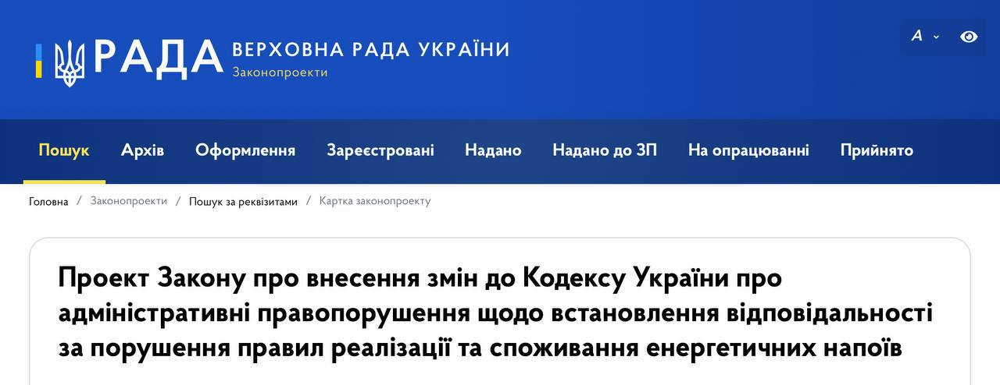 РАДА
ВЕРХОВНА РАДА УКРАЇНИ
Законопроекти
A
Пошук Архів Оформлення Зареєстровані Надано Надано до ЗП На опрацюванні Прийнято
Головна / Законопроекти / Пошук за реквізитами / Картка законопроекту
Проект Закону про внесення змін до Кодексу України про
адміністративні правопорушення щодо встановлення відповідальності
за порушення правил реалізації та споживання енергетичних напоїв